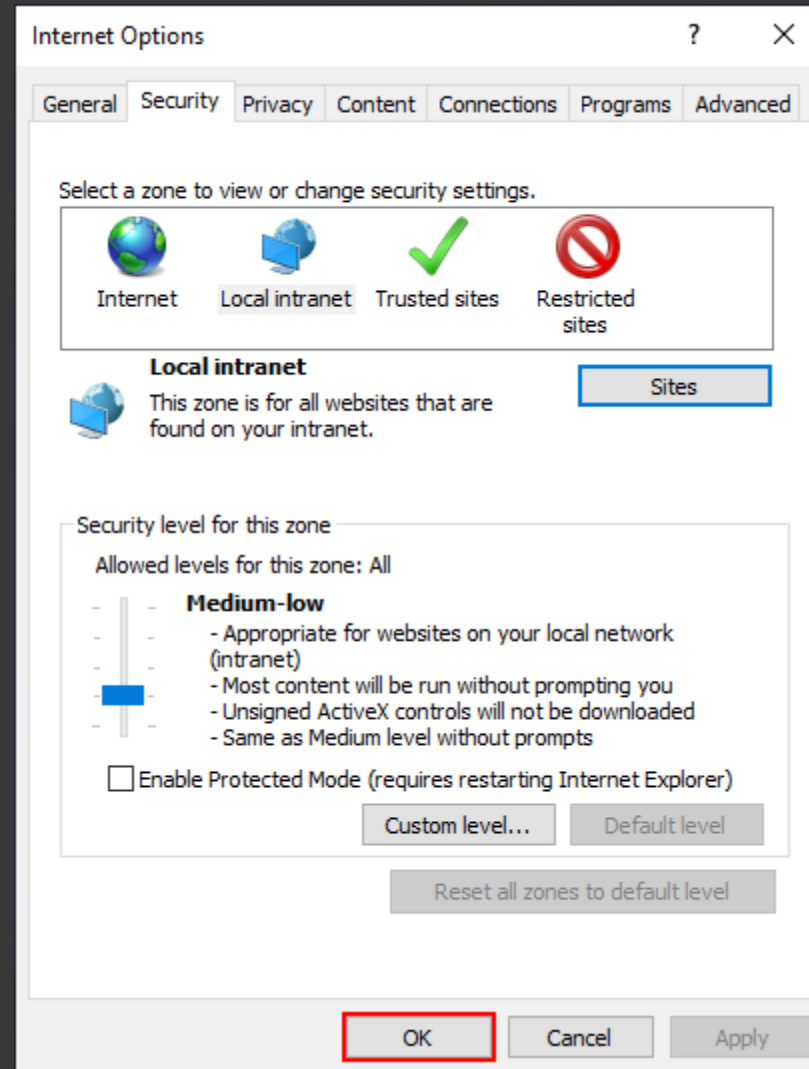 Internet Options ?
General Security Privacy Content Connections Programs Advanced
Select a zone to view or change security settings.
Internet Local intranet Trusted sites Restricted
sites
Local intranet
Sites
This zone is for all websites that are
found on your intranet.
Security level for this zone
Allowed levels for this zone: All
Medium-low
- Appropriate for websites on your local network
(intranet)
- Most content will be run without prompting you
- Unsigned ActiveX controls will not be downloaded
- Same as Medium level without prompts
Enable Protected Mode (requires restarting Internet Explorer)
Custom level... Default level
Reset all zones to default level
OK Cancel Apply